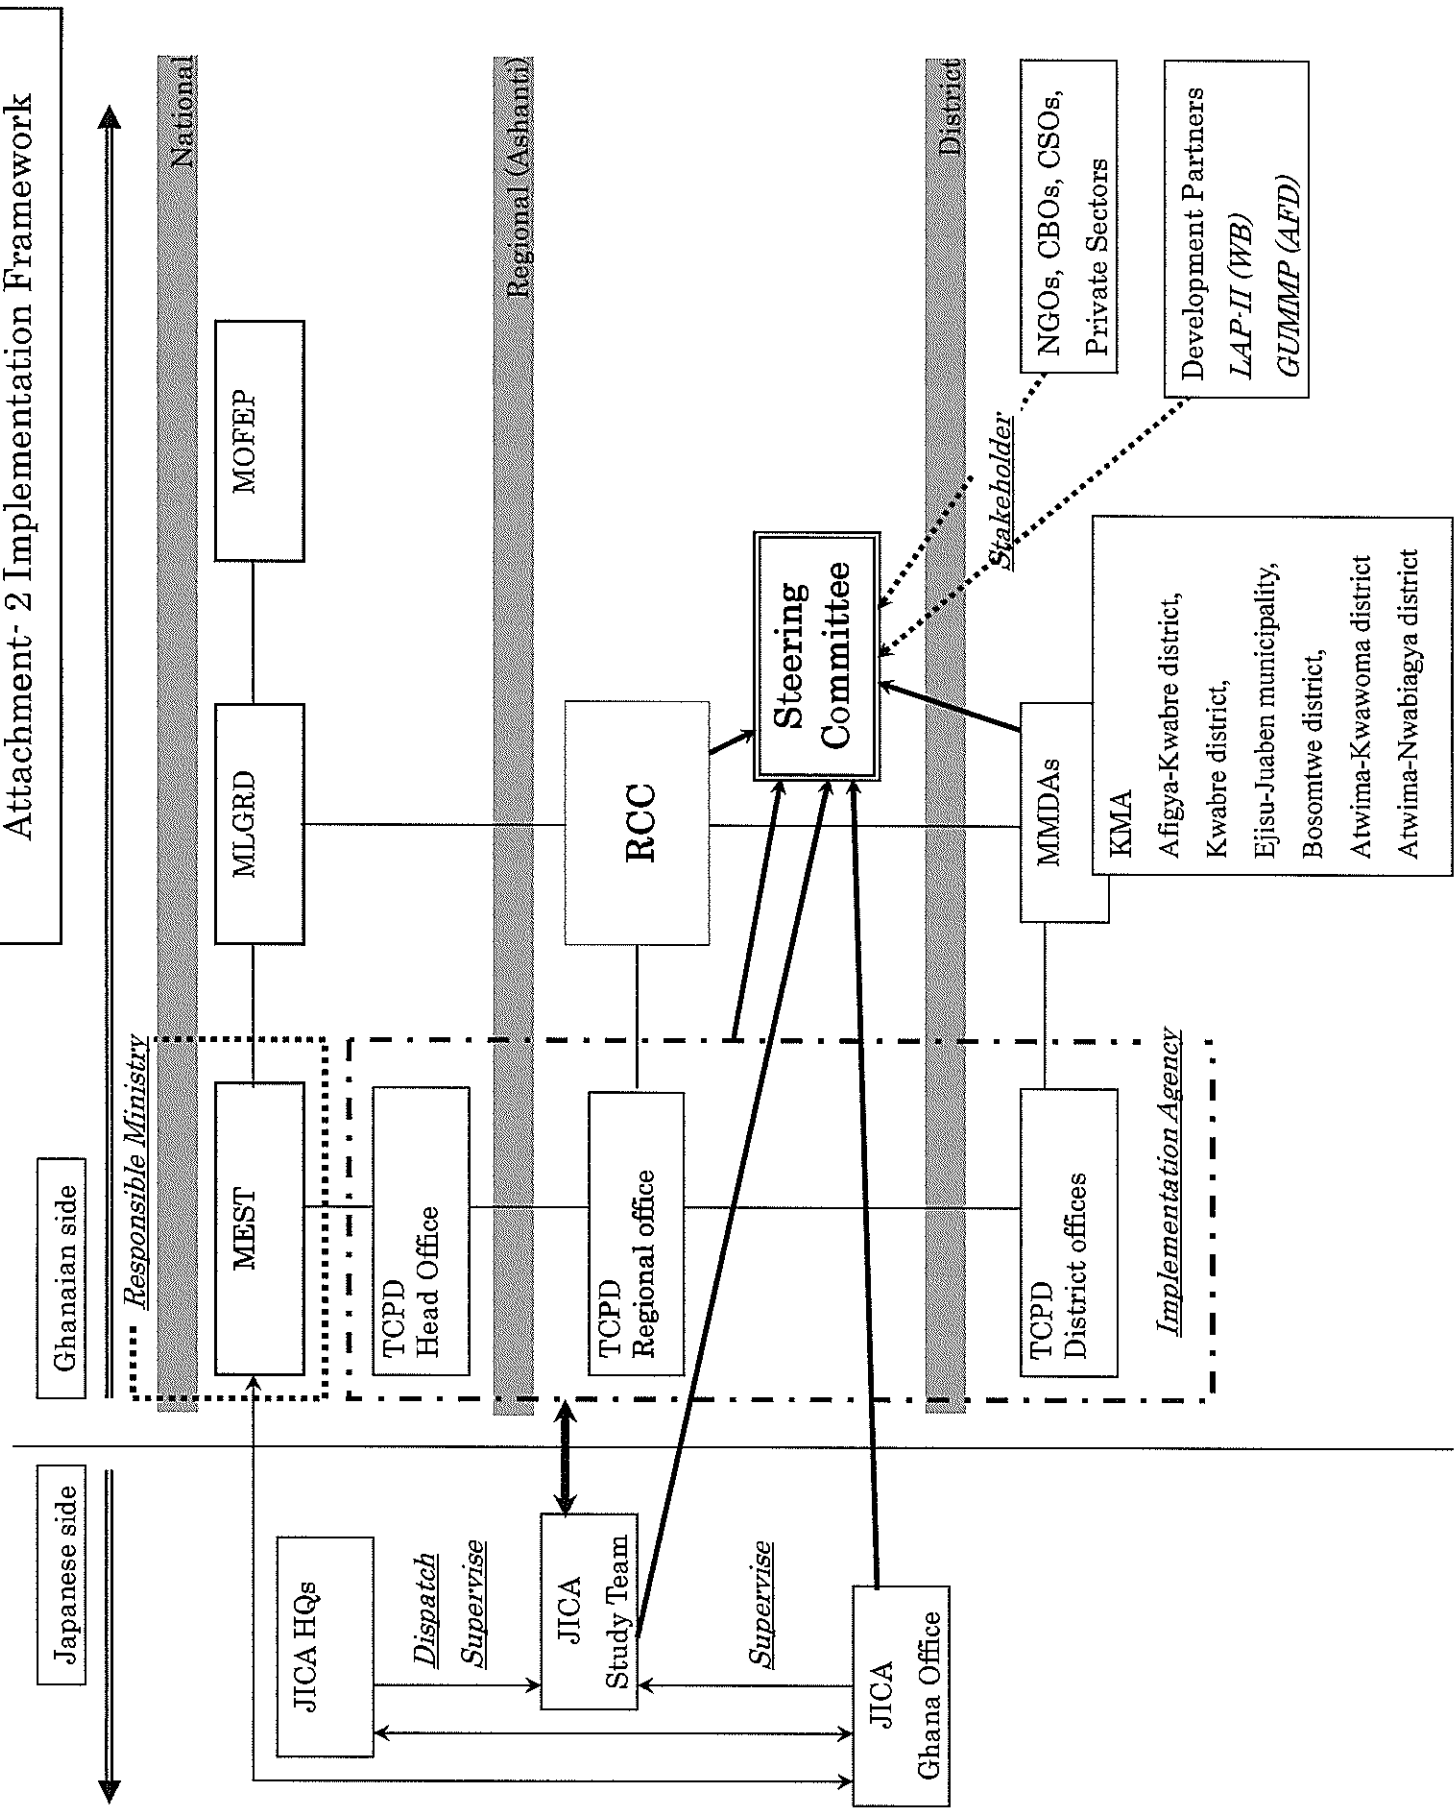 Attachment- 2 Implementation Framework
Japanese side
Ghanaian side
Responsible Ministry
National
MEST
MLGRD
MOFEP
JICA HQs
TCPD
Head Office
Dispatch
Supervise
Regional (Ashanti)
JICA
Study Team
TCPD
Regional office
RCC
Supervise
Steering
Committee
JICA
Ghana Office
District
Stakeholder
TCPD
District offices
MMDAs
NGOs, CBOs, CSOs,
Private Sectors
KMA
Afigya-Kwabre district,
Kwabre district,
Ejisu-Juaben municipality,
Bosomtwe district,
Atwima-Kwawoma district
Atwima-Nwabiagya district
Development Partners
LAP-II (WB)
GUMMP (AFD)
Implementation Agency